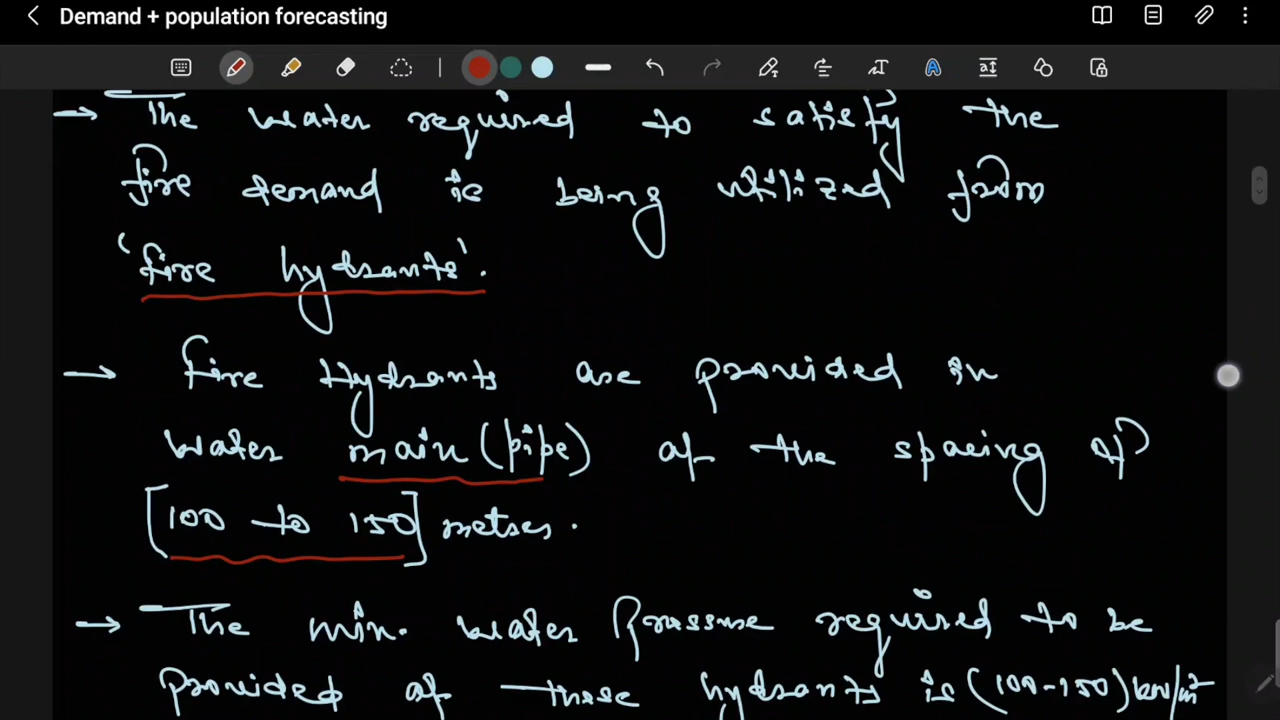 Demand + population forecasting
→ The water required to satisfy the
fire demand is being utilized from
'fire hydrants'.
→ Fire Hydrants are provided in
water main (pipe) at the spacing of
[100 to 150] metres.
→ The min. water Prassure required to be
provided at these hydrants is (100-150) kN/m²